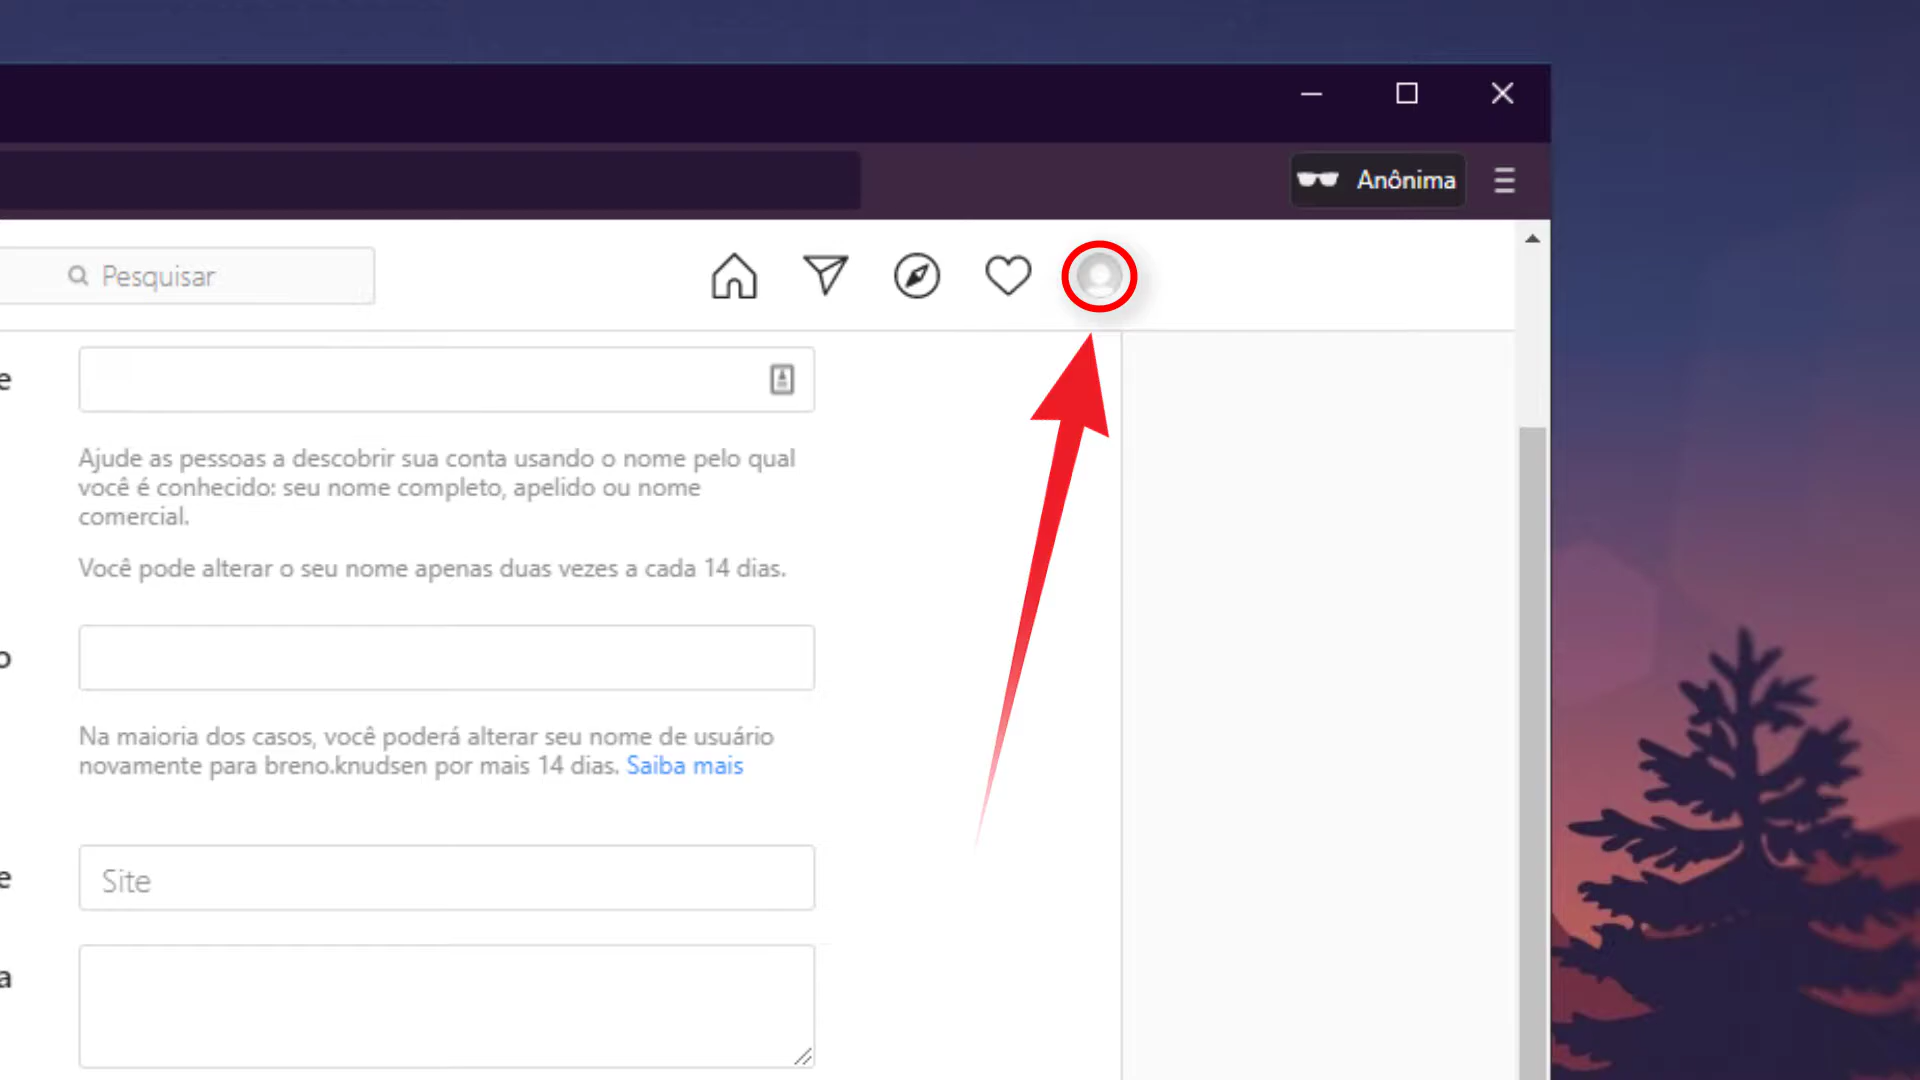 Anônima
Pesquisar
e
Ajude as pessoas a descobrir sua conta usando o nome pelo qual
você é conhecido: seu nome completo, apelido ou nome
comercial.
Você pode alterar o seu nome apenas duas vezes a cada 14 dias.
o
Na maioria dos casos, você poderá alterar seu nome de usuário
novamente para breno.knudsen por mais 14 dias. Saiba mais
e
Site
a